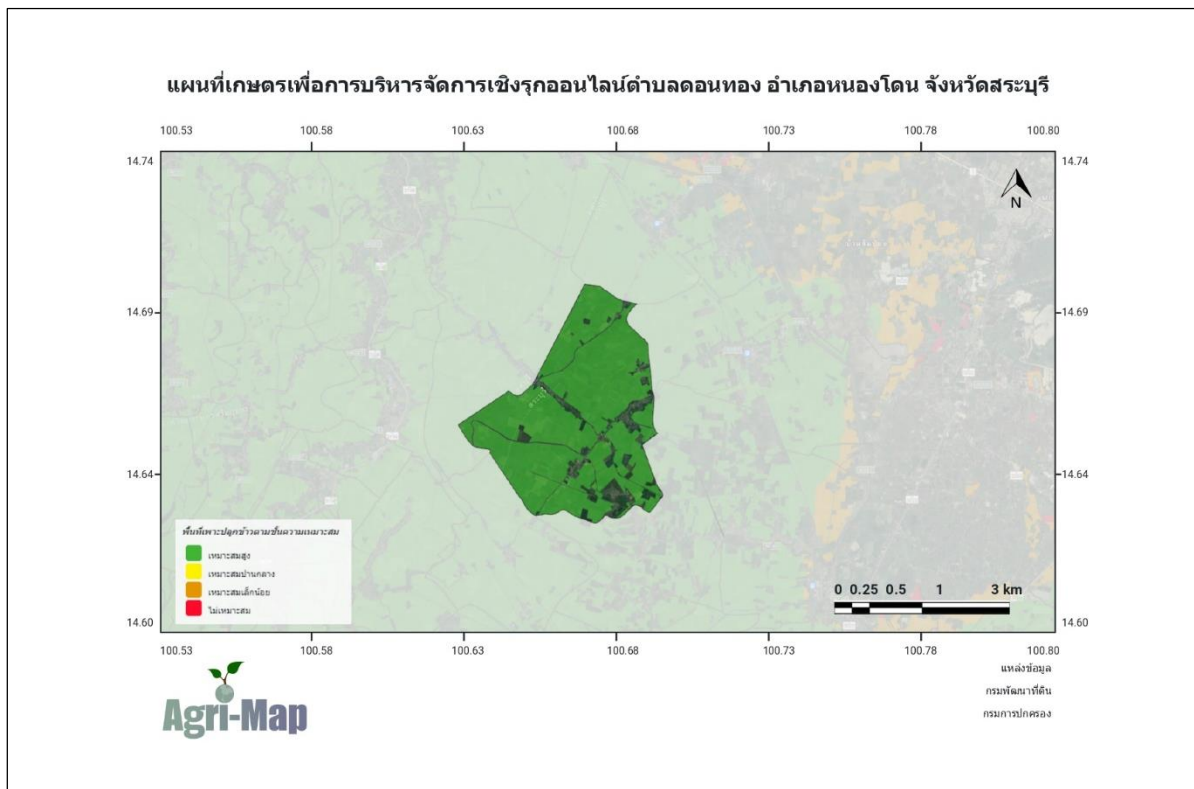 แผนที่เกษตรเพื่อการบริหารจัดการเชิงรุกออนไลน์ตำบลดอนทอง อำเภอหนองโดน จังหวัดสระบุรี
100.53 100.58 100.63 100.68 100.73 100.78 100.80
14.74 14.74
N
14.69 14.69
14.64 14.64
พื้นที่เพาะปลูกข้าวตามชั้นความเหมาะสม
เหมาะสมสูง
เหมาะสมปานกลาง
เหมาะสมเล็กน้อย
ไม่เหมาะสม
0 0.25 0.5 1 3 km
14.60 14.60
100.53 100.58 100.63 100.68 100.73 100.78 100.80
แหล่งข้อมูล
กรมพัฒนาที่ดิน
กรมการปกครอง
Agri-Map